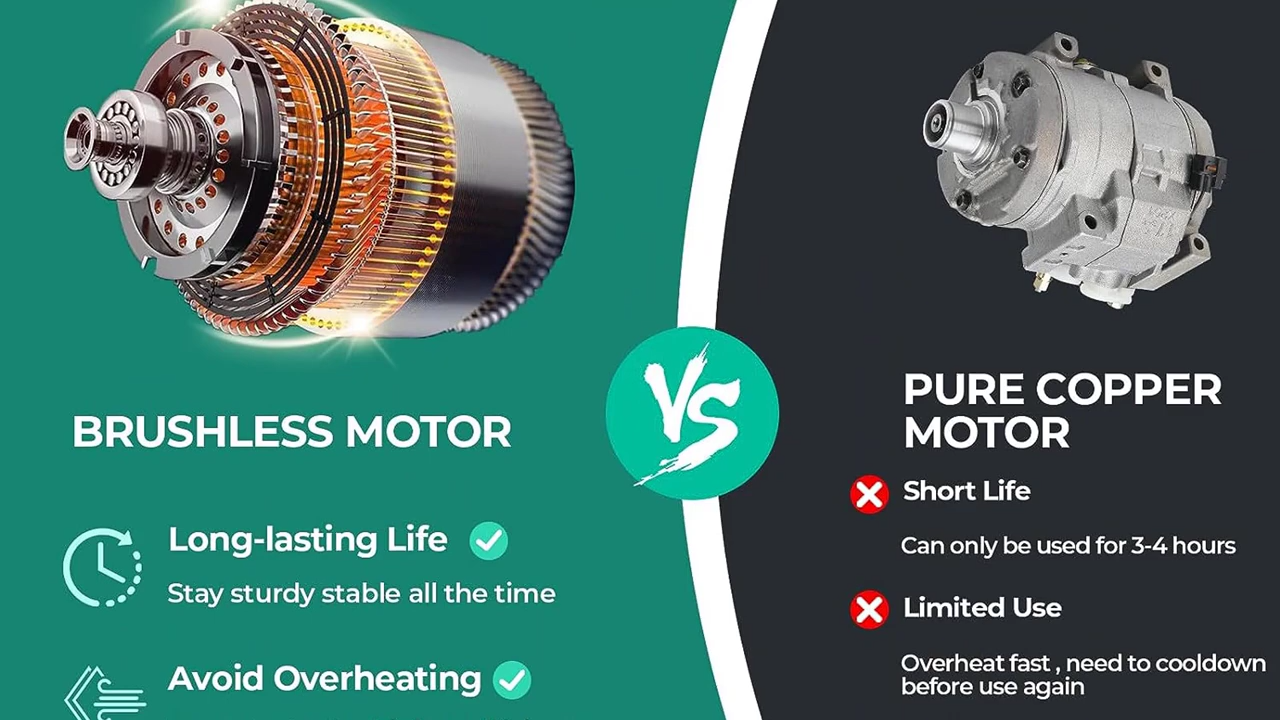 BRUSHLESS MOTOR
Long-lasting Life
Stay sturdy stable all the time
Avoid Overheating
VS
PURE COPPER
MOTOR
Short Life
Can only be used for 3-4 hours
Limited Use
Overheat fast , need to cooldown
before use again